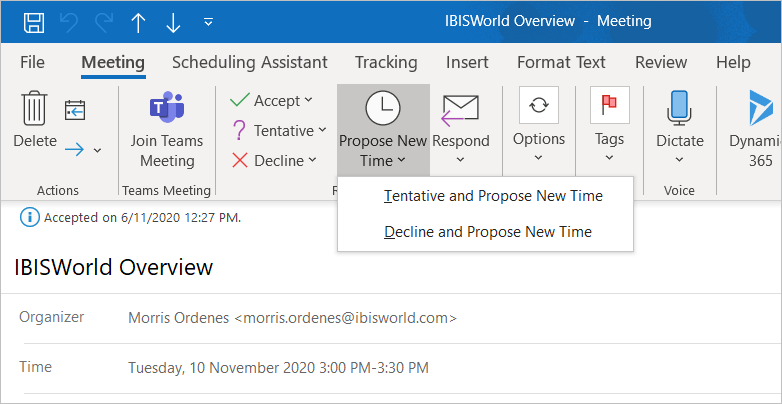 IBISWorld Overview - Meeting
File Meeting Scheduling Assistant Tracking Insert Format Text Review Help
Delete
Join Teams Meeting
Accept
Tentative
Decline
Propose New Time
Respond
Options
Tags
Dictate
Dynami
365
Actions
Teams Meeting
R
Voice
Tentative and Propose New Time
Decline and Propose New Time
Accepted on 6/11/2020 12:27 PM.
IBISWorld Overview
Organizer Morris Ordenes <morris.ordenes@ibisworld.com>
Time Tuesday, 10 November 2020 3:00 PM-3:30 PM